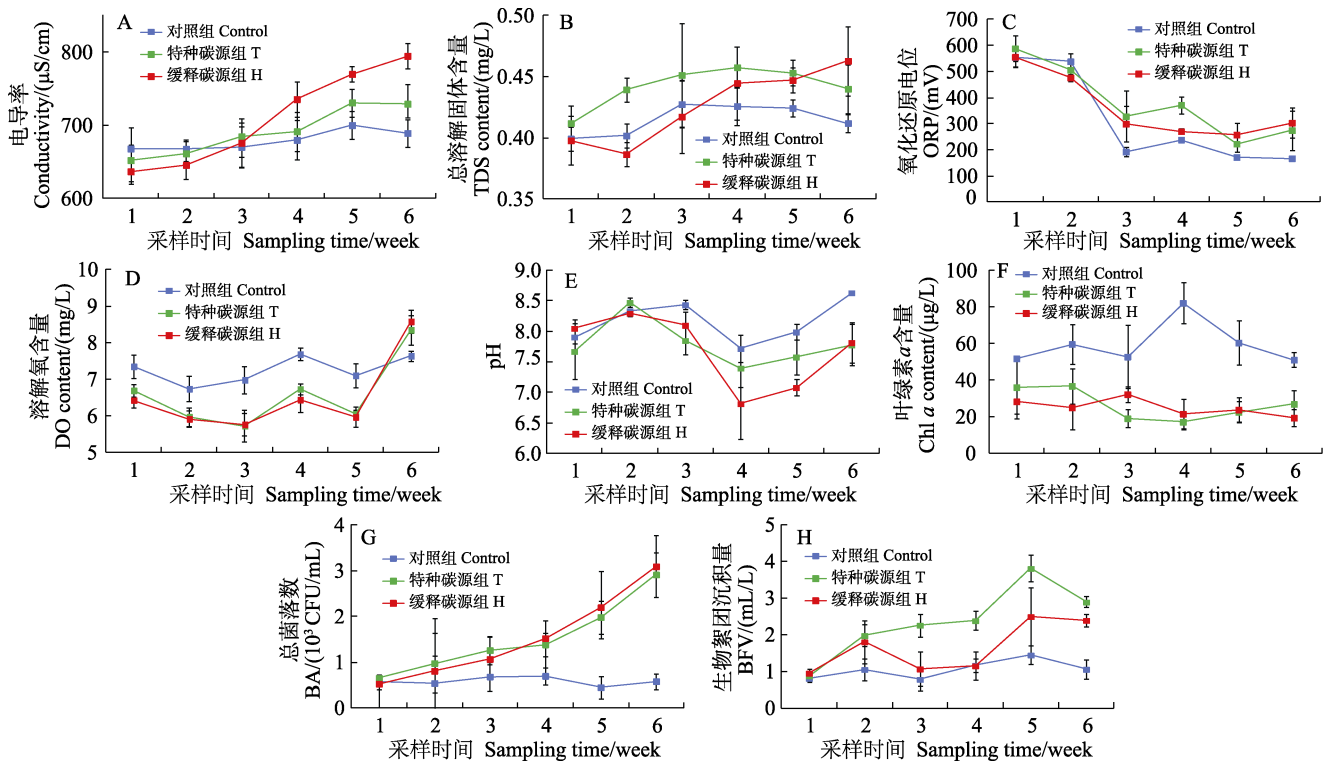 A
对照组 Control
特种碳源组 T
缓释碳源组 H
电导率
Conductivity/(μS/cm)
800
700
600
1 2 3 4 5 6
采样时间 Sampling time/week
B
对照组 Control
特种碳源组 T
缓释碳源组 H
总溶解固体含量
TDS content/(mg/L)
0.50
0.45
0.40
0.35
1 2 3 4 5 6
采样时间 Sampling time/week
C
对照组 Control
特种碳源组 T
缓释碳源组 H
氧化还原电位
ORP/(mV)
700
600
500
400
300
200
100
0
1 2 3 4 5 6
采样时间 Sampling time/week
D
对照组 Control
特种碳源组 T
缓释碳源组 H
溶解氧含量
DO content/(mg/L)
10
9
8
7
6
5
1 2 3 4 5 6
采样时间 Sampling time/week
E
对照组 Control
特种碳源组 T
缓释碳源组 H
pH
9.0
8.5
8.0
7.5
7.0
6.5
6.0
1 2 3 4 5 6
采样时间 Sampling time/week
F
对照组 Control
特种碳源组 T
缓释碳源组 H
叶绿素a含量
Chl a content/(μg/L)
100
80
60
40
20
0
1 2 3 4 5 6
采样时间 Sampling time/week
G
对照组 Control
特种碳源组 T
缓释碳源组 H
总菌落数
BA/(10³ CFU/mL)
4
3
2
1
0
1 2 3 4 5 6
采样时间 Sampling time/week
H
对照组 Control
特种碳源组 T
缓释碳源组 H
生物絮团沉积量
BFV/(mL/L)
5
4
3
2
1
0
1 2 3 4 5 6
采样时间 Sampling time/week